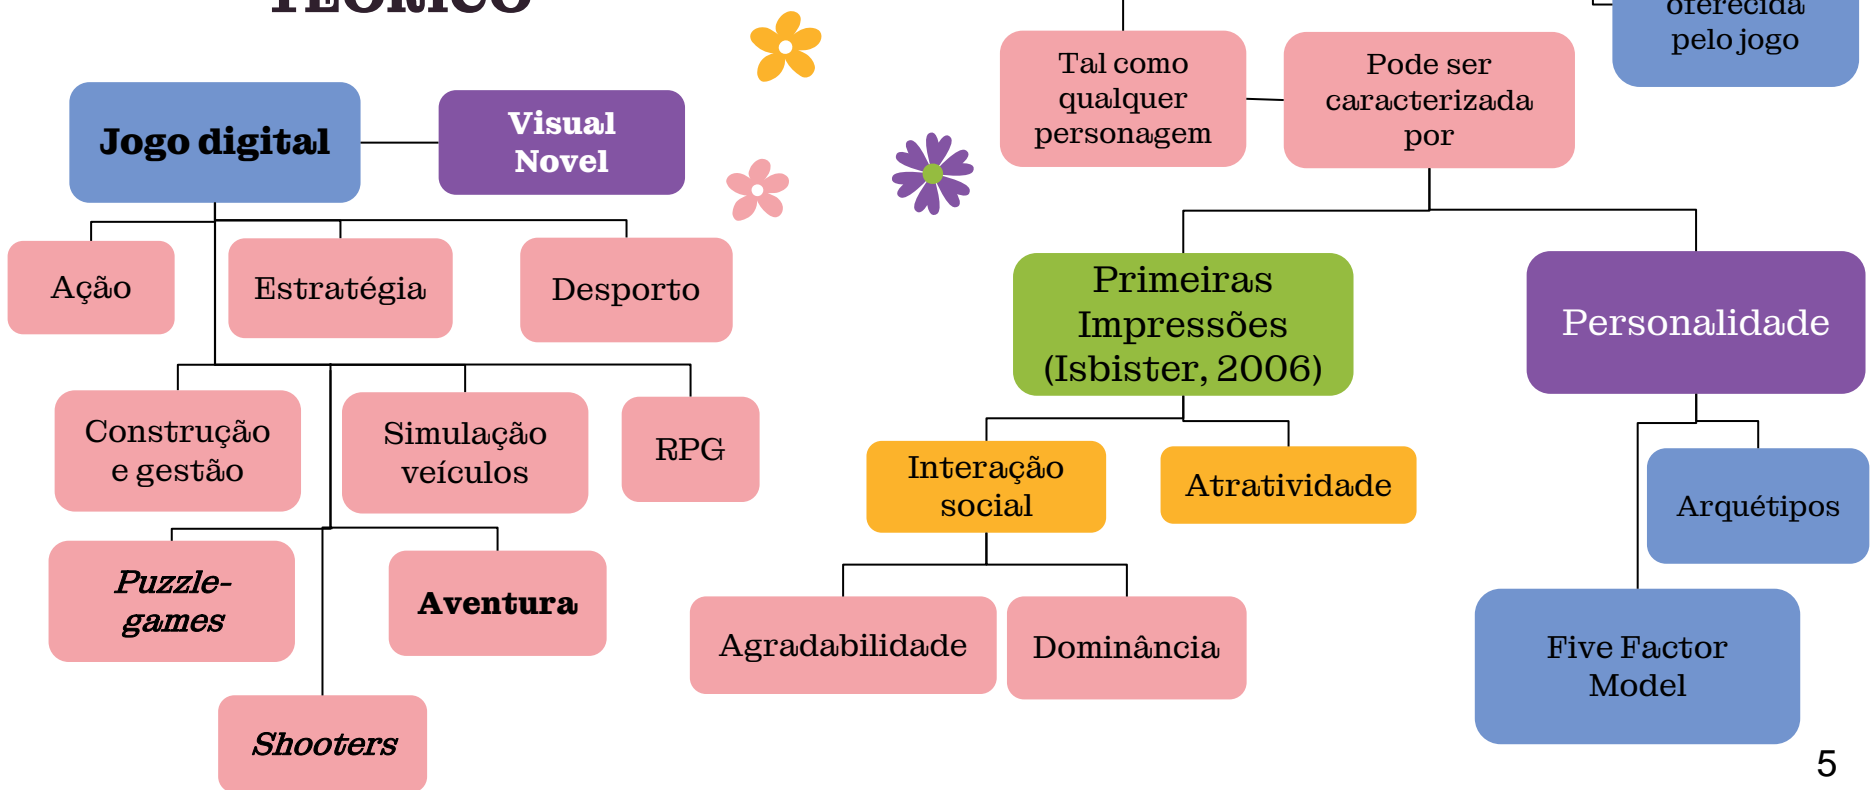 TEÓRICO
Jogo digital
Visual
Novel
Ação
Estratégia
Desporto
Construção
e gestão
Simulação
veículos
RPG
Puzzle-
games
Aventura
Shooters
oferecida
pelo jogo
Tal como
qualquer
personagem
Pode ser
caracterizada
por
Primeiras
Impressões
(Isbister, 2006)
Personalidade
Interação
social
Atratividade
Arquétipos
Agradabilidade
Dominância
Five Factor
Model
5